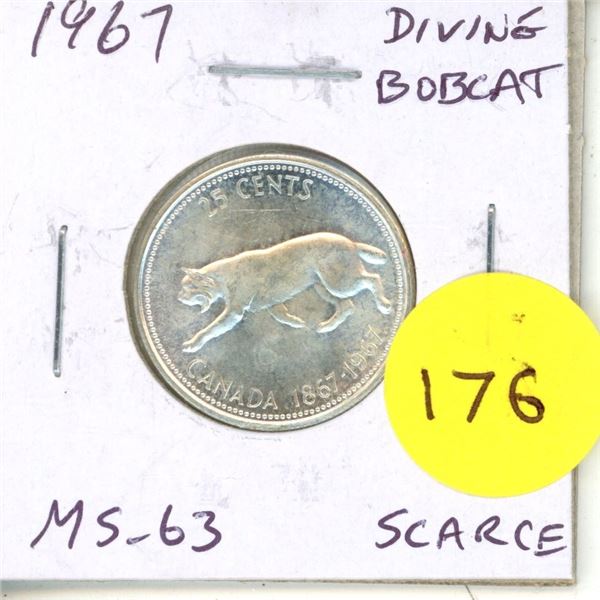 1967
DIVING
BOBCAT
25 CENTS
CANADA 1867-1967
176
MS-63
SCARCE